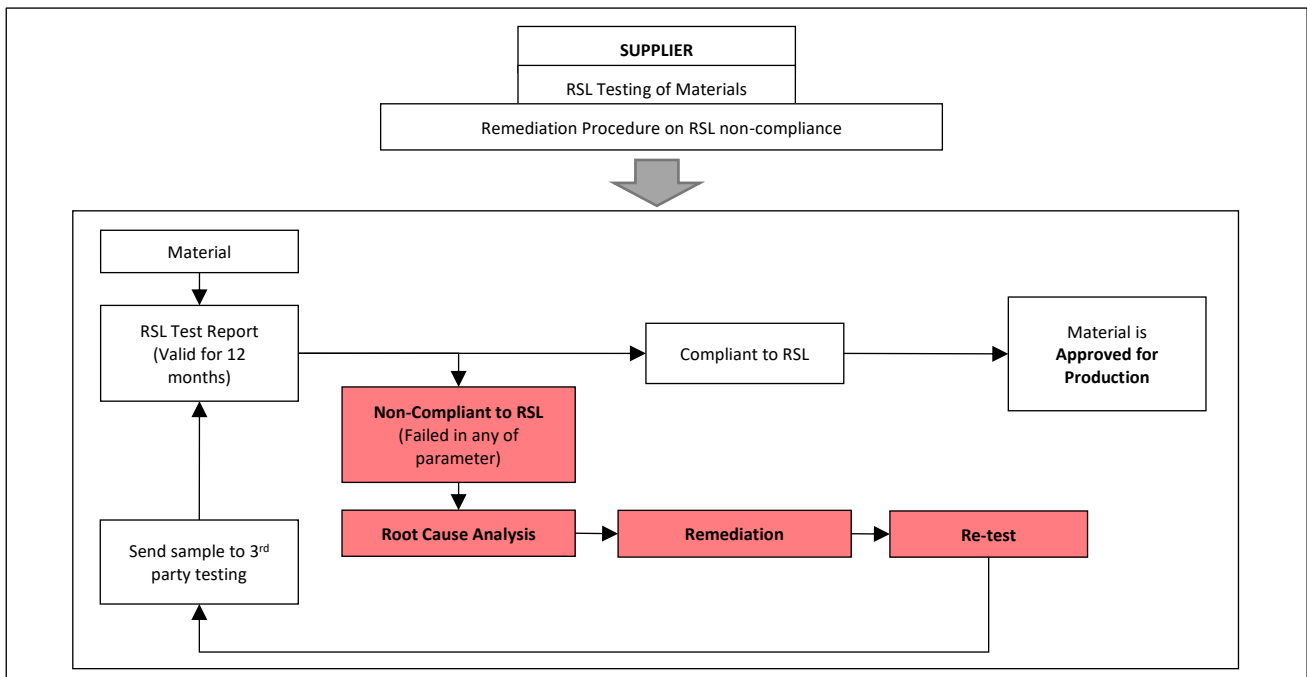 SUPPLIER
RSL Testing of Materials
Remediation Procedure on RSL non-compliance
Material
RSL Test Report
(Valid for 12
months)
Compliant to RSL
Material is
Approved for
Production
Non-Compliant to RSL
(Failed in any of
parameter)
Root Cause Analysis
Remediation
Re-test
Send sample to 3rd
party testing